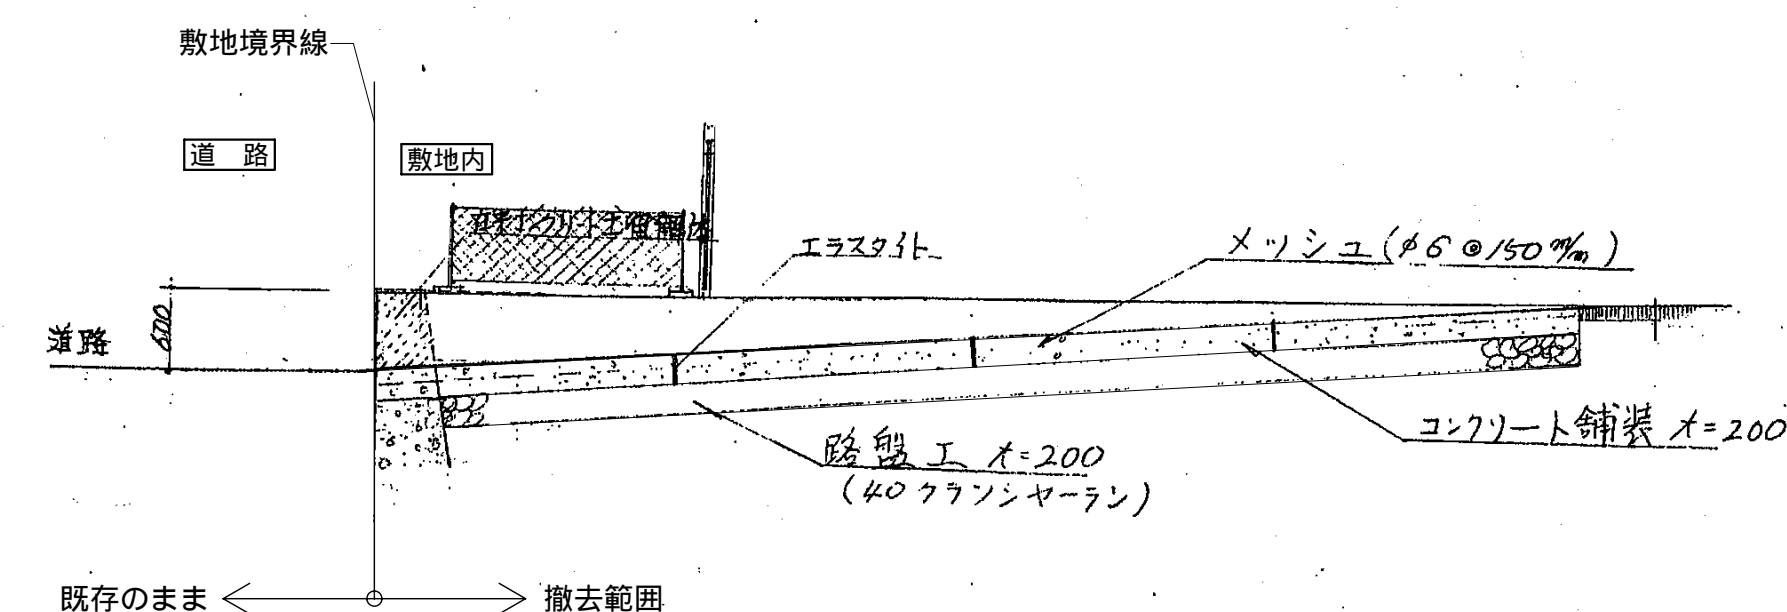 敷地境界線
道 路
敷地内
エラスタイト
メッシュ(φ6 @150 m/m)
600
道路
コンクリート舗装 t=200
路盤工 t=200
(40クランシャーラン)
既存のまま
撤去範囲